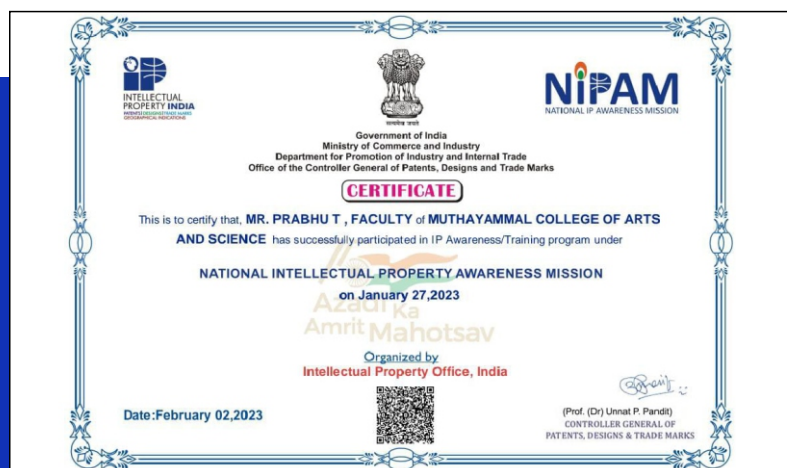 INTELLECTUAL
PROPERTY INDIA
PATENTS|DESIGNS|TRADE MARKS
GEOGRAPHICAL INDICATIONS
सत्यमेव जयते
NIPAM
NATIONAL IP AWARENESS MISSION
Government of India
Ministry of Commerce and Industry
Department for Promotion of Industry and Internal Trade
Office of the Controller General of Patents, Designs and Trade Marks
CERTIFICATE
This is to certify that, MR. PRABHU T , FACULTY of MUTHAYAMMAL COLLEGE OF ARTS
AND SCIENCE has successfully participated in IP Awareness/Training program under
NATIONAL INTELLECTUAL PROPERTY AWARENESS MISSION
on January 27,2023
Azadi Ka
Amrit Mahotsav
Organized by
Intellectual Property Office, India
Date:February 02,2023
(Prof. (Dr) Unnat P. Pandit)
CONTROLLER GENERAL OF
PATENTS, DESIGNS & TRADE MARKS